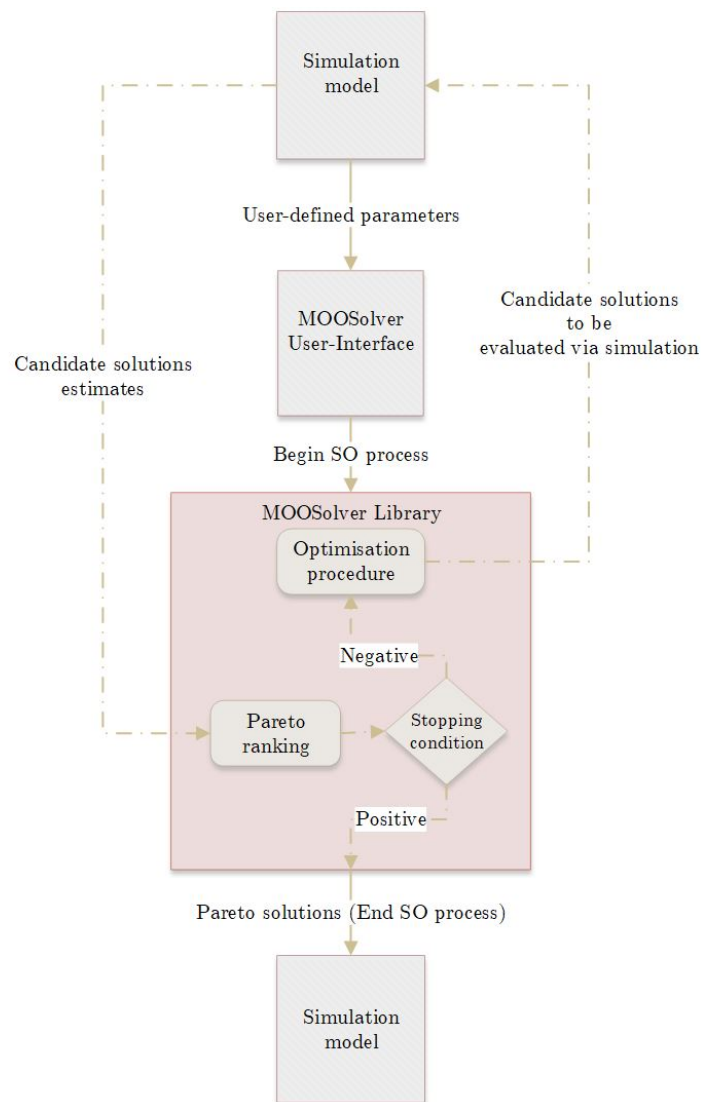 Simulation
model
User-defined parameters
MOOSolver
User-Interface
Candidate solutions
to be
evaluated via simulation
Candidate solutions
estimates
Begin SO process
MOOSolver Library
Optimisation
procedure
Negative
Pareto
ranking
Stopping
condition
Positive
Pareto solutions (End SO process)
Simulation
model